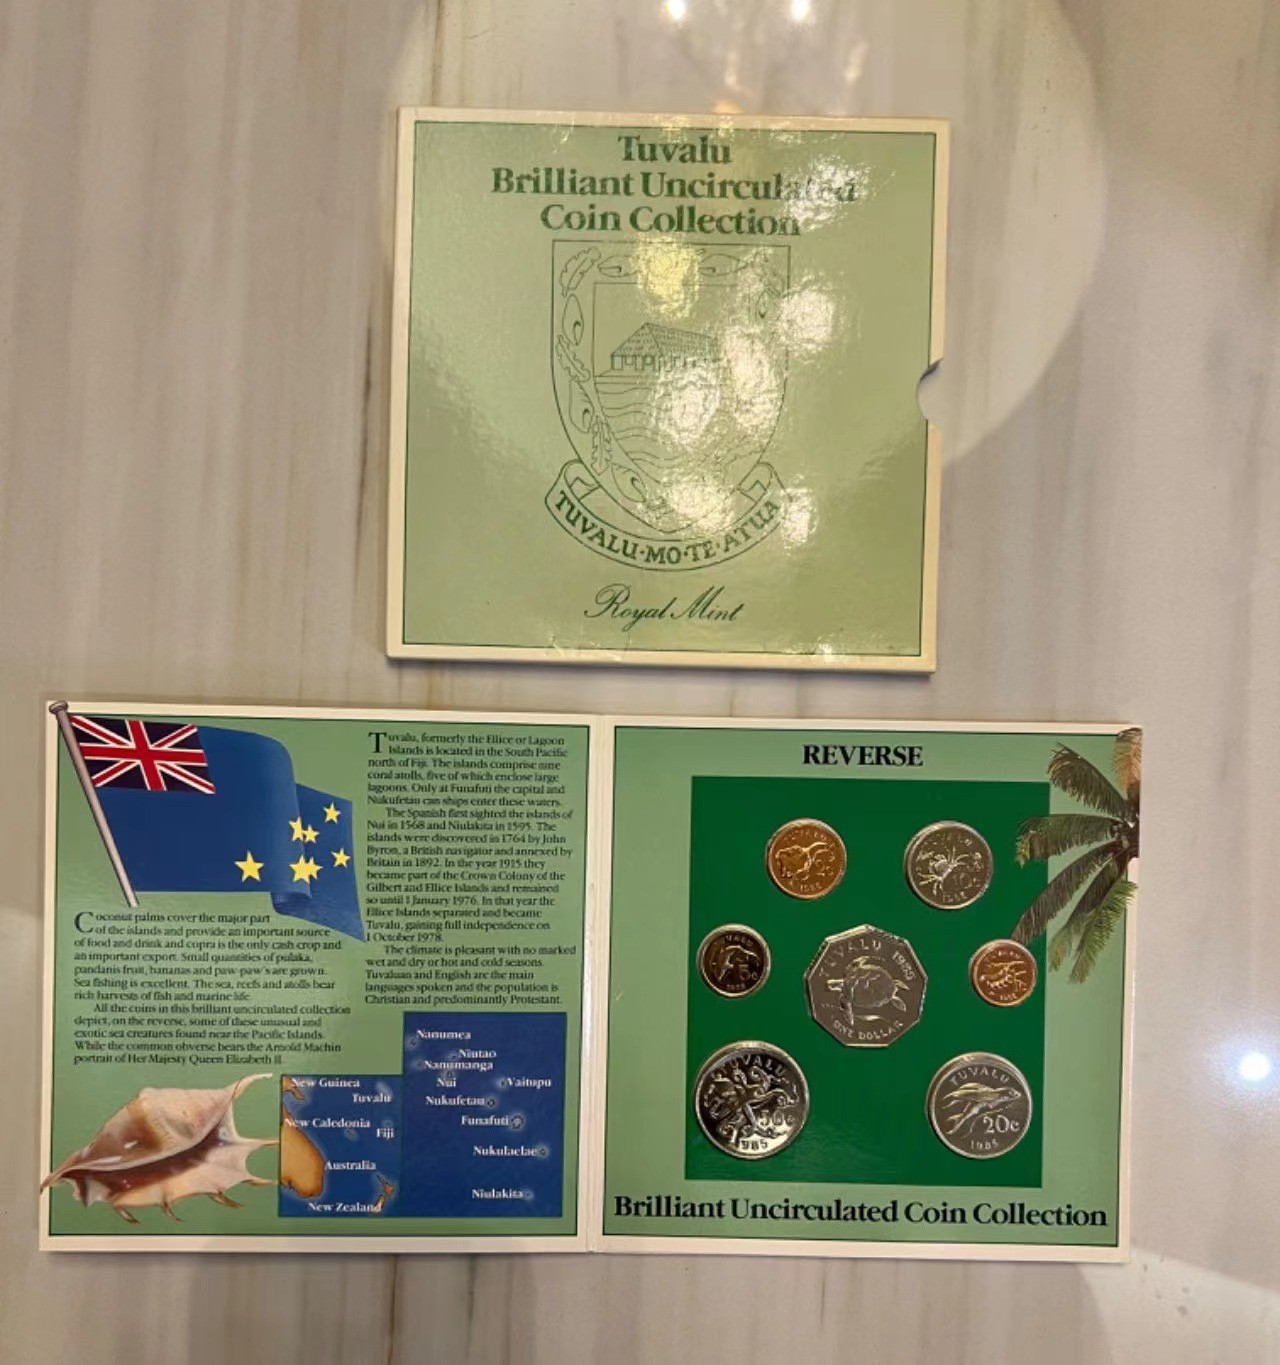 Tuvalu
Brilliant Uncirculated
Coin Collection
TUVALU·MO·TE·ATUA
Royal Mint
Tuvalu, formerly the Ellice or Lagoon
Islands is located in the South Pacific
north of Fiji. The islands comprise nine
coral atolls, five of which enclose large
lagoons. Only at Funafuti the capital and
Nukufetau can ships enter these waters.
The Spanish first sighted the islands of
Nui in 1568 and Niulakita in 1595. The
islands were discovered in 1764 by John
Byron, a British navigator and annexed by
Britain in 1892. In the year 1915 they
became part of the Crown Colony of the
Gilbert and Ellice Islands and remained
so until 1 January 1976. In that year the
Ellice Islands separated and became
Tuvalu, gaining full independence on
1 October 1978.
The climate is pleasant with no marked
wet and dry or hot and cold seasons.
Tuvaluan and English are the main
languages spoken and the population is
Christian and predominantly Protestant.
Coconut palms cover the major part
of the islands and provide an important source
of food and drink and copra is the only cash crop and
an important export. Small quantities of pulaka,
pandanis fruit, bananas and paw-paw's are grown.
Sea fishing is excellent. The sea, reefs and atolls bear
rich harvests of fish and marine life.
All the coins in this brilliant uncirculated collection
depict, on the reverse, some of these unusual and
exotic sea creatures found near the Pacific Islands.
While the common obverse bears the Arnold Machin
portrait of Her Majesty Queen Elizabeth II.
New Guinea
Tuvalu
New Caledonia
Fiji
Australia
New Zealand
Nanumea
Niutao
Nanumanga
Nui
Vaitupu
Nukufetau
Funafuti
Nukulaelae
Niulakita
REVERSE
TUVALU
2c
1985
TUVALU
10c
1985
TUVALU
5c
1985
TUVALU 1985
ONE DOLLAR
1985
TUVALU
50c
1985
TUVALU
20c
1985
Brilliant Uncirculated Coin Collection